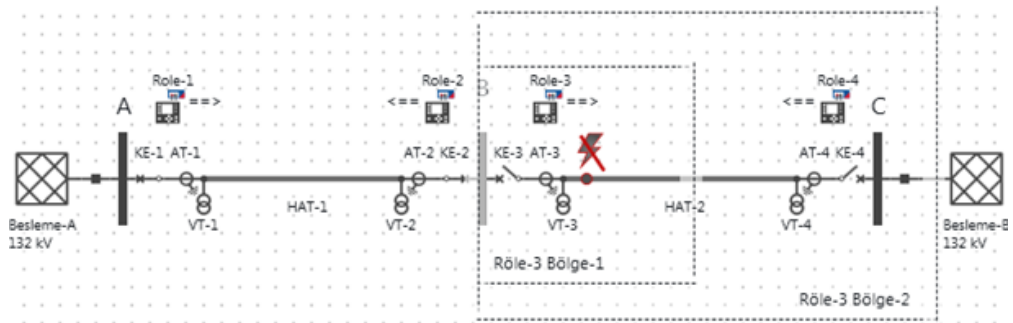 Role-1
Role-2
Role-3
Role-4
==>
<==
==>
<==
A
B
C
KE-1 AT-1
AT-2 KE-2
KE-3 AT-3
AT-4 KE-4
HAT-1
HAT-2
VT-1
VT-2
VT-3
VT-4
Besleme-A
132 kV
Besleme-B
132 kV
Röle-3 Bölge-1
Röle-3 Bölge-2